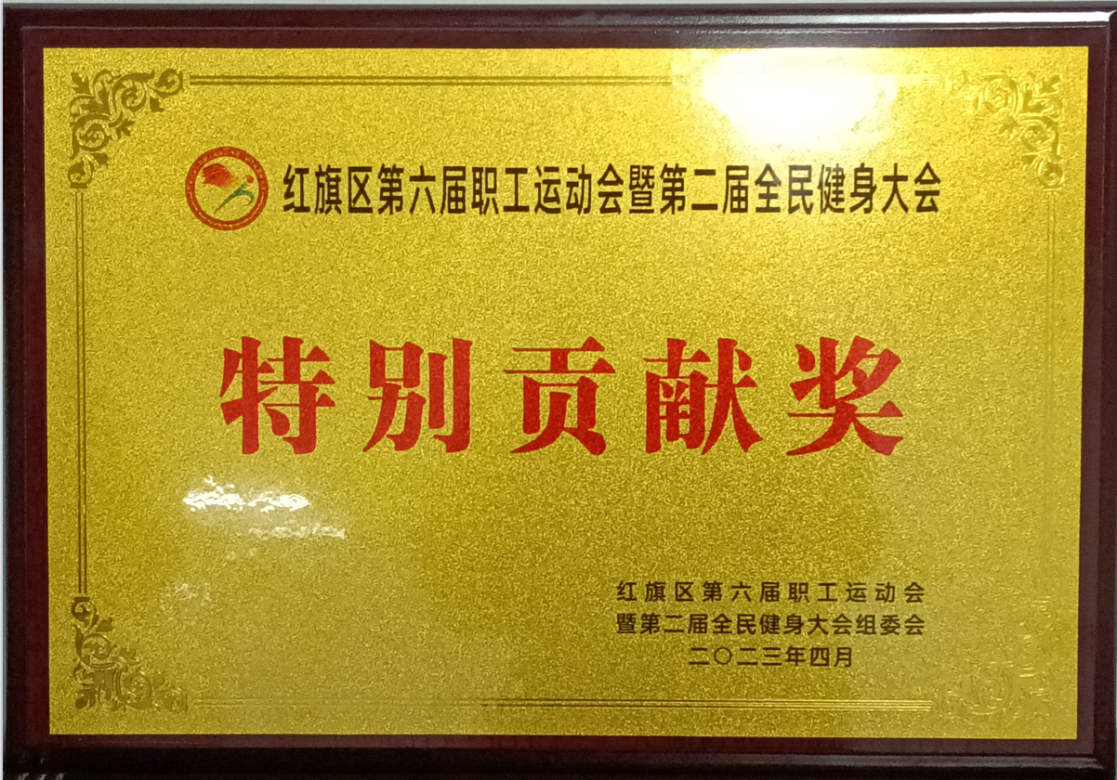 红旗区第六届职工运动会暨第二届全民健身大会
特别贡献奖
红旗区第六届职工运动会
暨第二届全民健身大会组委会
二〇二三年四月